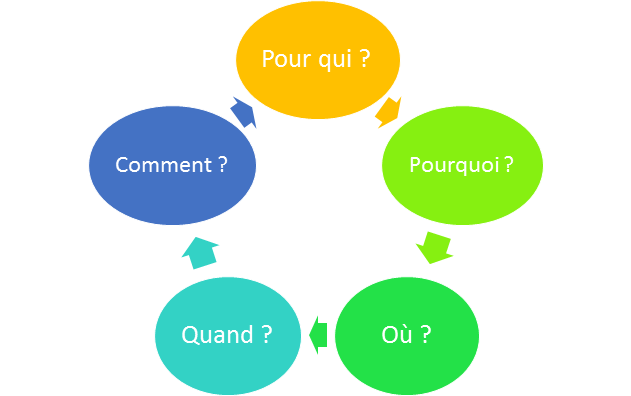 Pour qui ?
Pourquoi ?
Où ?
Quand ?
Comment ?